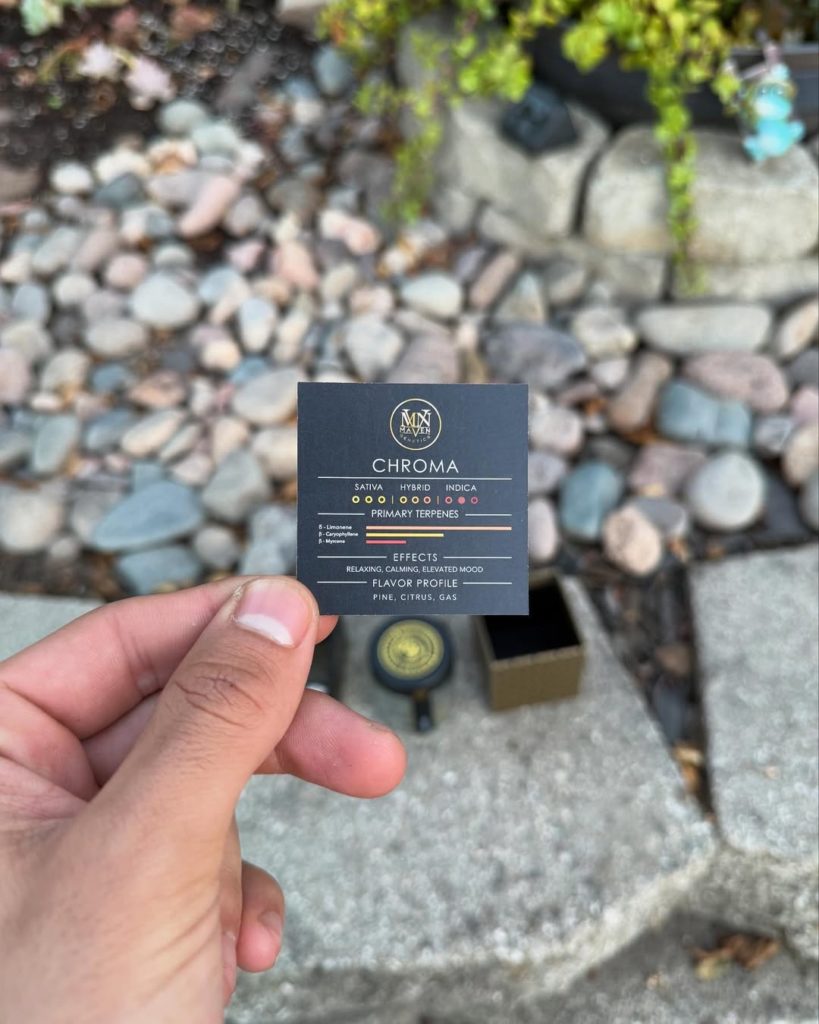 MVN
MAVEN
GENETICS
CHROMA
SATIVA HYBRID INDICA
PRIMARY TERPENES
δ - Limonene
β - Caryophyllene
β - Myrcene
EFFECTS
RELAXING, CALMING, ELEVATED MOOD
FLAVOR PROFILE
PINE, CITRUS, GAS